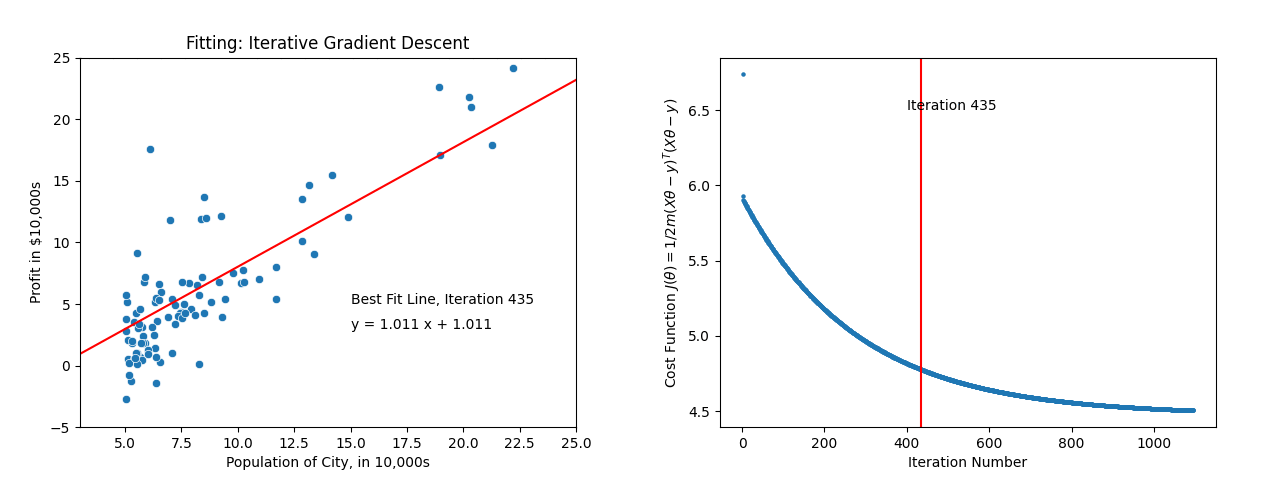 Fitting: Iterative Gradient Descent
25
20
15
10
5
0
−5
Profit in $10,000s
Best Fit Line, Iteration 435
y = 1.011 x + 1.011
5.0 7.5 10.0 12.5 15.0 17.5 20.0 22.5 25.0
Population of City, in 10,000s
6.5
6.0
5.5
5.0
4.5
Cost Function J(θ) = 1/2m(Xθ − y)ᵀ(Xθ − y)
Iteration 435
0 200 400 600 800 1000
Iteration Number